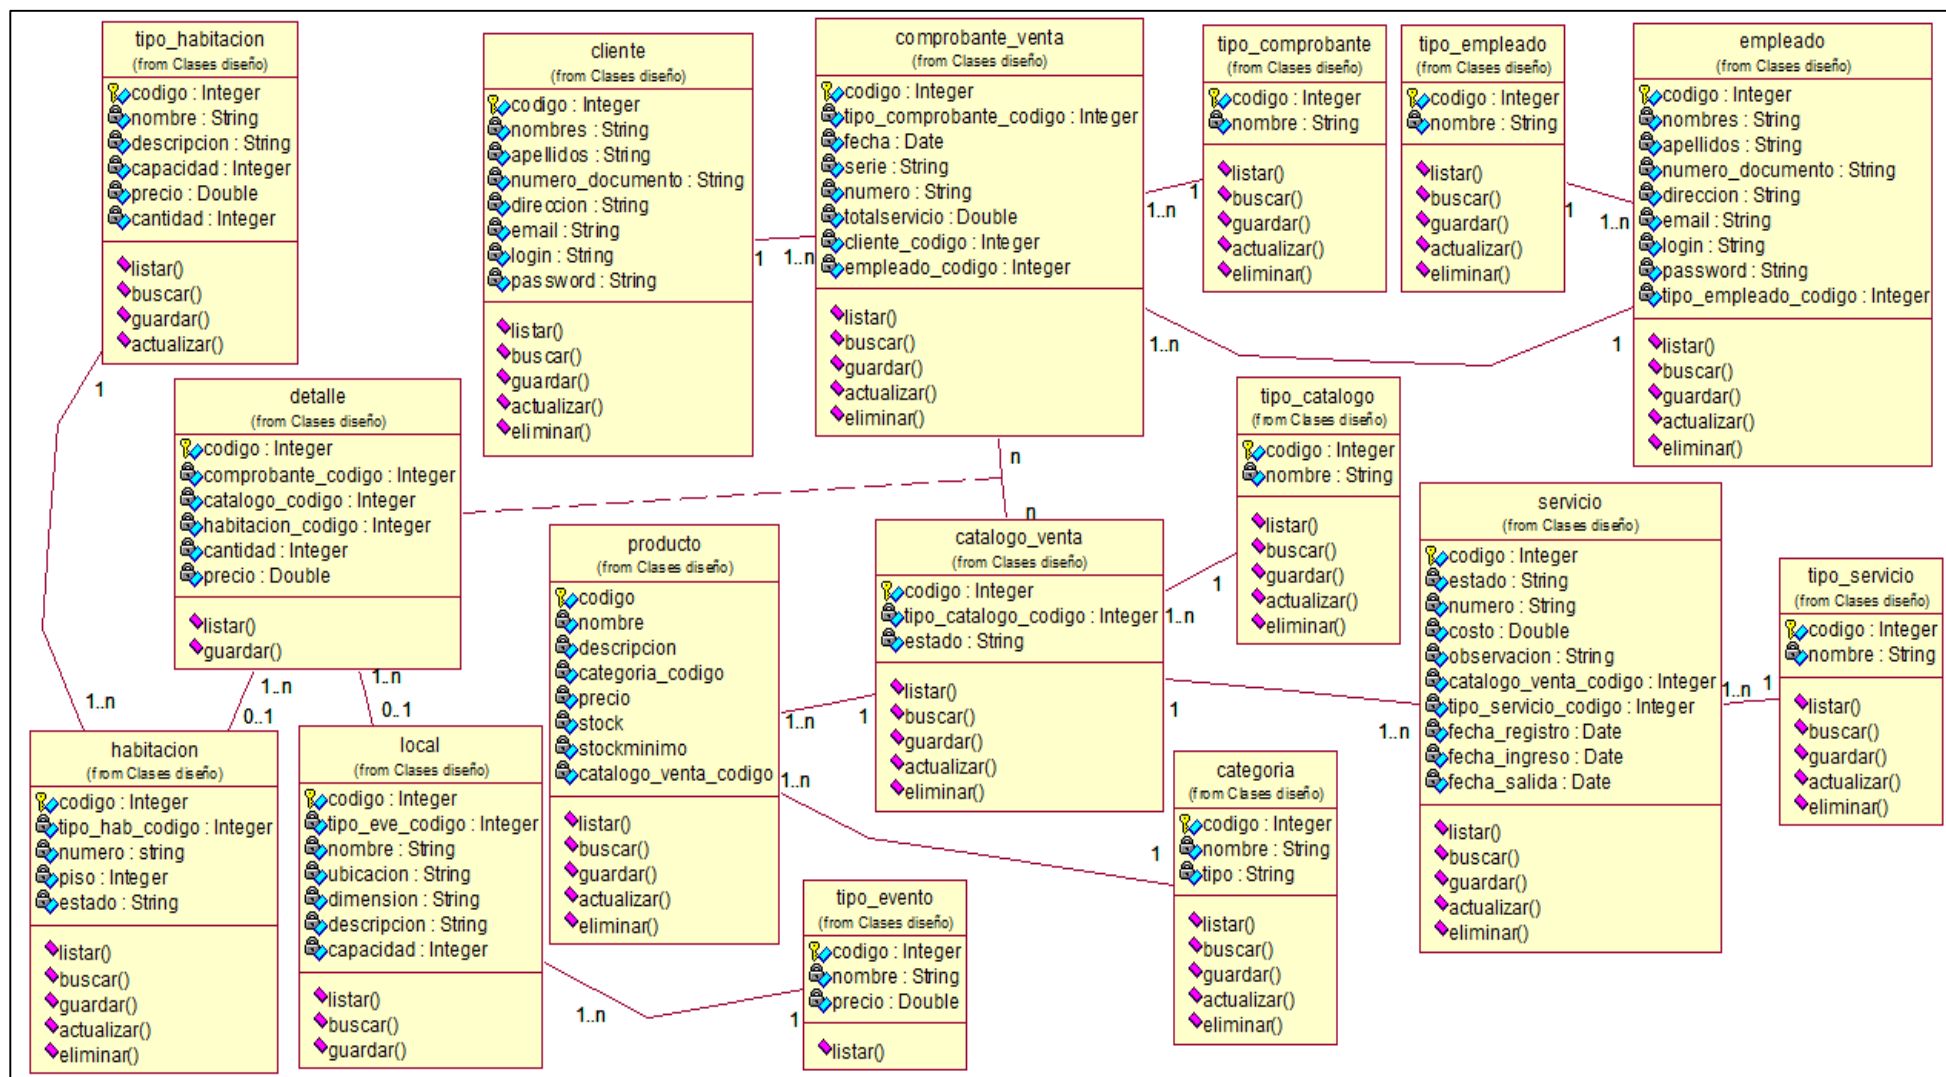 tipo_habitacion
(from Clases diseño)
codigo : Integer
nombre : String
descripcion : String
capacidad : Integer
precio : Double
cantidad : Integer
listar()
buscar()
guardar()
actualizar()
1
1..n
cliente
(from Clases diseño)
codigo : Integer
nombres : String
apellidos : String
numero_documento : String
direccion : String
email : String
login : String
password : String
listar()
buscar()
guardar()
actualizar()
eliminar()
1
1..n
comprobante_venta
(from Clases diseño)
codigo : Integer
tipo_comprobante_codigo : Integer
fecha : Date
serie : String
numero : String
totalservicio : Double
cliente_codigo : Integer
empleado_codigo : Integer
listar()
buscar()
guardar()
actualizar()
eliminar()
1..n
1
tipo_comprobante
(from Clases diseño)
codigo : Integer
nombre : String
listar()
buscar()
guardar()
actualizar()
eliminar()
tipo_empleado
(from Clases diseño)
codigo : Integer
nombre : String
listar()
buscar()
guardar()
actualizar()
eliminar()
1
1..n
empleado
(from Clases diseño)
codigo : Integer
nombres : String
apellidos : String
numero_documento : String
direccion : String
email : String
login : String
password : String
tipo_empleado_codigo : Integer
listar()
buscar()
guardar()
actualizar()
eliminar()
1..n
1
detalle
(from Clases diseño)
codigo : Integer
comprobante_codigo : Integer
catalogo_codigo : Integer
habitacion_codigo : Integer
cantidad : Integer
precio : Double
listar()
guardar()
1..n
0..1
1..n
0..1
n
n
tipo_catalogo
(from Clases diseño)
codigo : Integer
nombre : String
listar()
buscar()
guardar()
actualizar()
eliminar()
1
1..n
producto
(from Clases diseño)
codigo
nombre
descripcion
categoria_codigo
precio
stock
stockminimo
catalogo_venta_codigo
listar()
buscar()
guardar()
actualizar()
eliminar()
1..n
1
1..n
1
catalogo_venta
(from Clases diseño)
codigo : Integer
tipo_catalogo_codigo : Integer
estado : String
listar()
buscar()
guardar()
actualizar()
eliminar()
1
1..n
servicio
(from Clases diseño)
codigo : Integer
estado : String
numero : String
costo : Double
observacion : String
catalogo_venta_codigo : Integer
tipo_servicio_codigo : Integer
fecha_registro : Date
fecha_ingreso : Date
fecha_salida : Date
listar()
buscar()
guardar()
actualizar()
eliminar()
1..n
1
tipo_servicio
(from Clases diseño)
codigo : Integer
nombre : String
listar()
buscar()
guardar()
actualizar()
eliminar()
habitacion
(from Clases diseño)
codigo : Integer
tipo_hab_codigo : Integer
numero : string
piso : Integer
estado : String
listar()
buscar()
guardar()
actualizar()
eliminar()
local
(from Clases diseño)
codigo : Integer
tipo_eve_codigo : Integer
nombre : String
ubicacion : String
dimension : String
descripcion : String
capacidad : Integer
listar()
buscar()
guardar()
1..n
1
tipo_evento
(from Clases diseño)
codigo : Integer
nombre : String
precio : Double
listar()
categoria
(from Clases diseño)
codigo : Integer
nombre : String
tipo : String
listar()
buscar()
guardar()
actualizar()
eliminar()